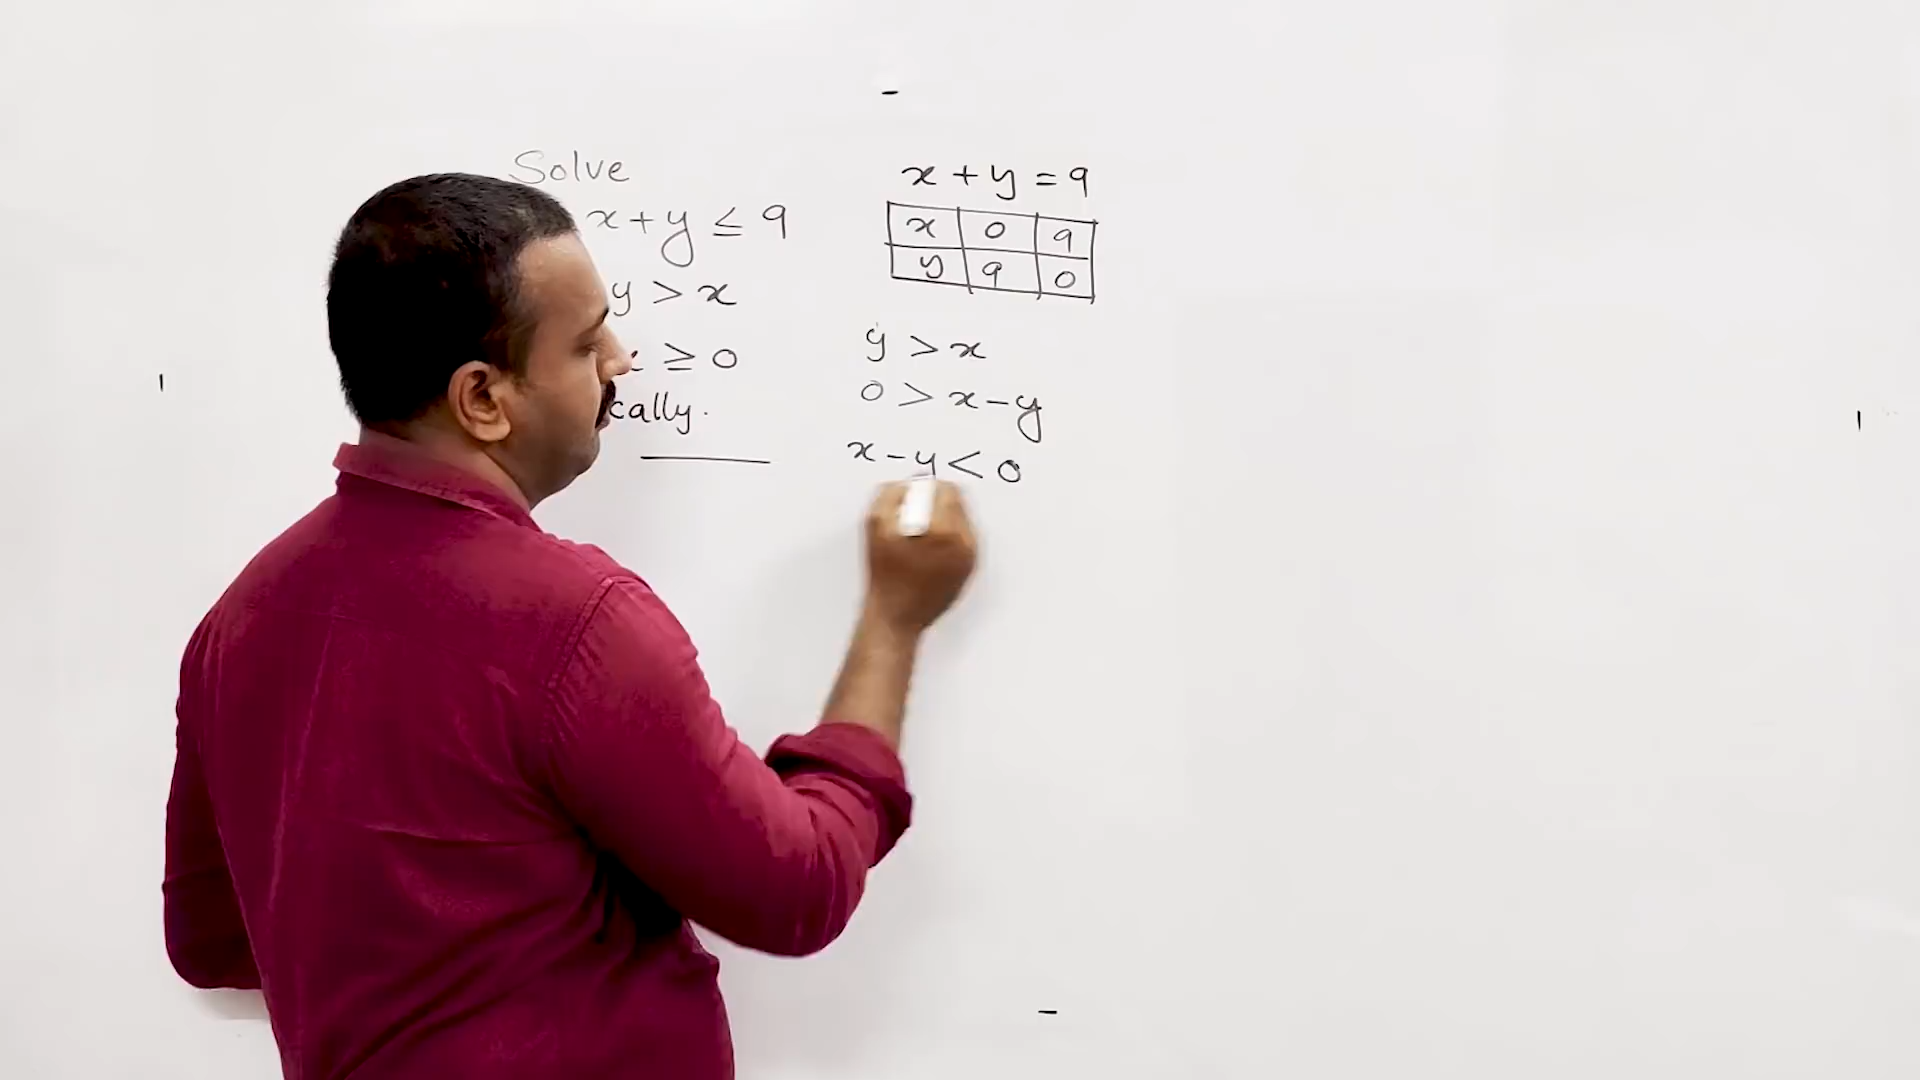 Solve
x + y ≤ 9
y > x
≥ 0
cally.
x + y = 9
x 0 9
y 9 0
y > x
0 > x - y
x - y < 0